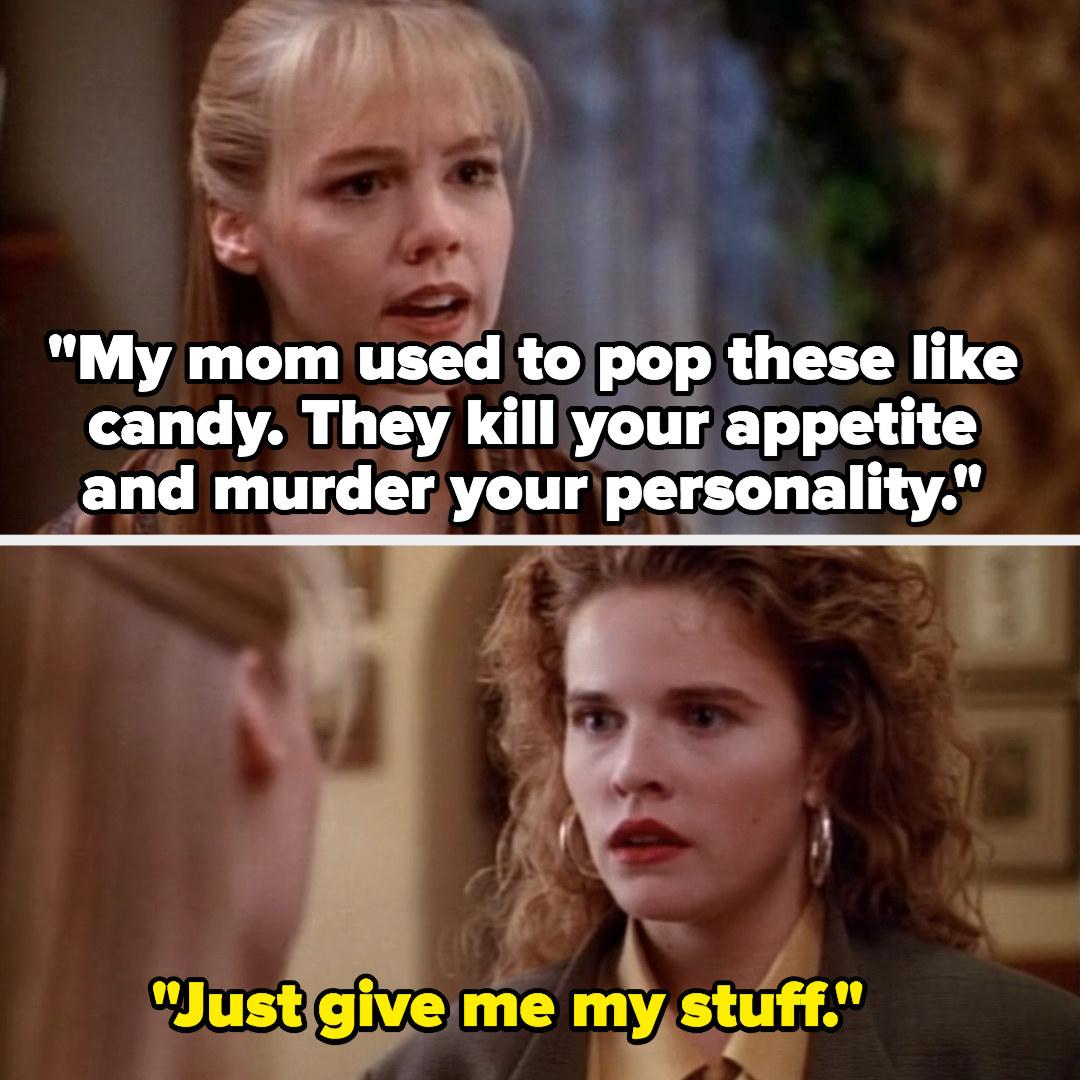 "My mom used to pop these like
candy. They kill your appetite
and murder your personality."
"Just give me my stuff."